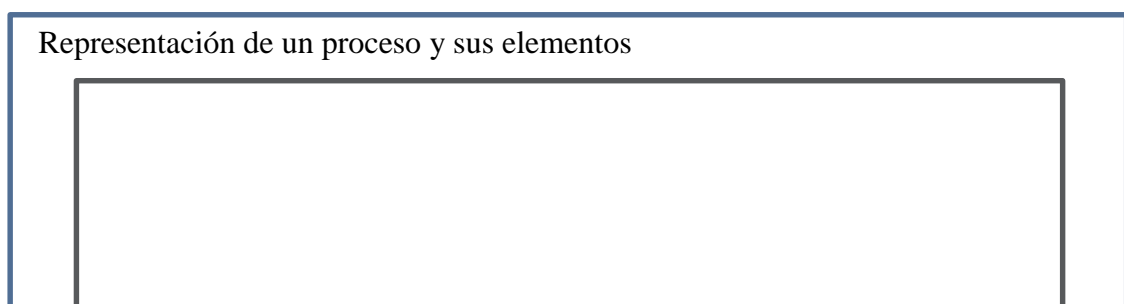 Representación de un proceso y sus elementos